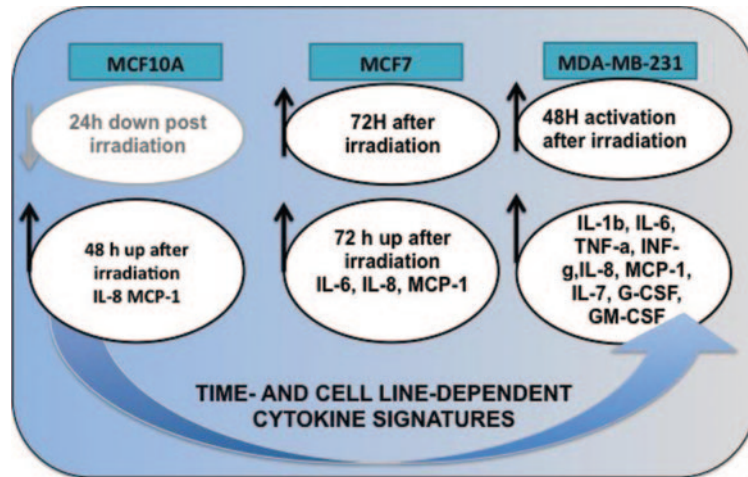 MCF10A
MCF7
MDA-MB-231
24h down post
irradiation
72H after
irradiation
48H activation
after irradiation
48 h up after
irradiation
IL-8 MCP-1
72 h up after
irradiation
IL-6, IL-8, MCP-1
IL-1b, IL-6,
TNF-a, INF-
g,IL-8, MCP-1,
IL-7, G-CSF,
GM-CSF
TIME- AND CELL LINE-DEPENDENT
CYTOKINE SIGNATURES